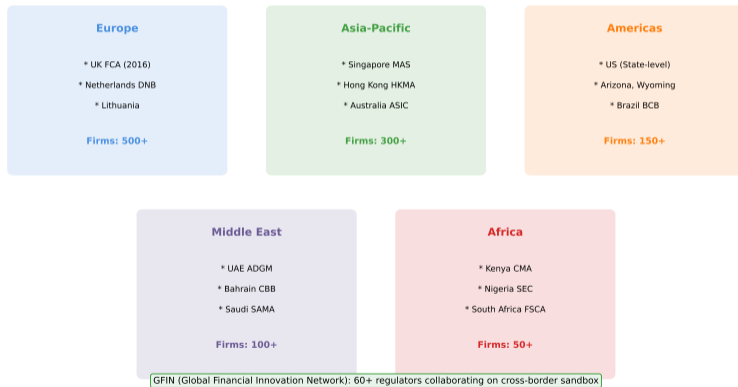 Europe
* UK FCA (2016)
* Netherlands DNB
* Lithuania
Firms: 500+
Asia-Pacific
* Singapore MAS
* Hong Kong HKMA
* Australia ASIC
Firms: 300+
Americas
* US (State-level)
* Arizona, Wyoming
* Brazil BCB
Firms: 150+
Middle East
* UAE ADGM
* Bahrain CBB
* Saudi SAMA
Firms: 100+
Africa
* Kenya CMA
* Nigeria SEC
* South Africa FSCA
Firms: 50+
GFIN (Global Financial Innovation Network): 60+ regulators collaborating on cross-border sandbox